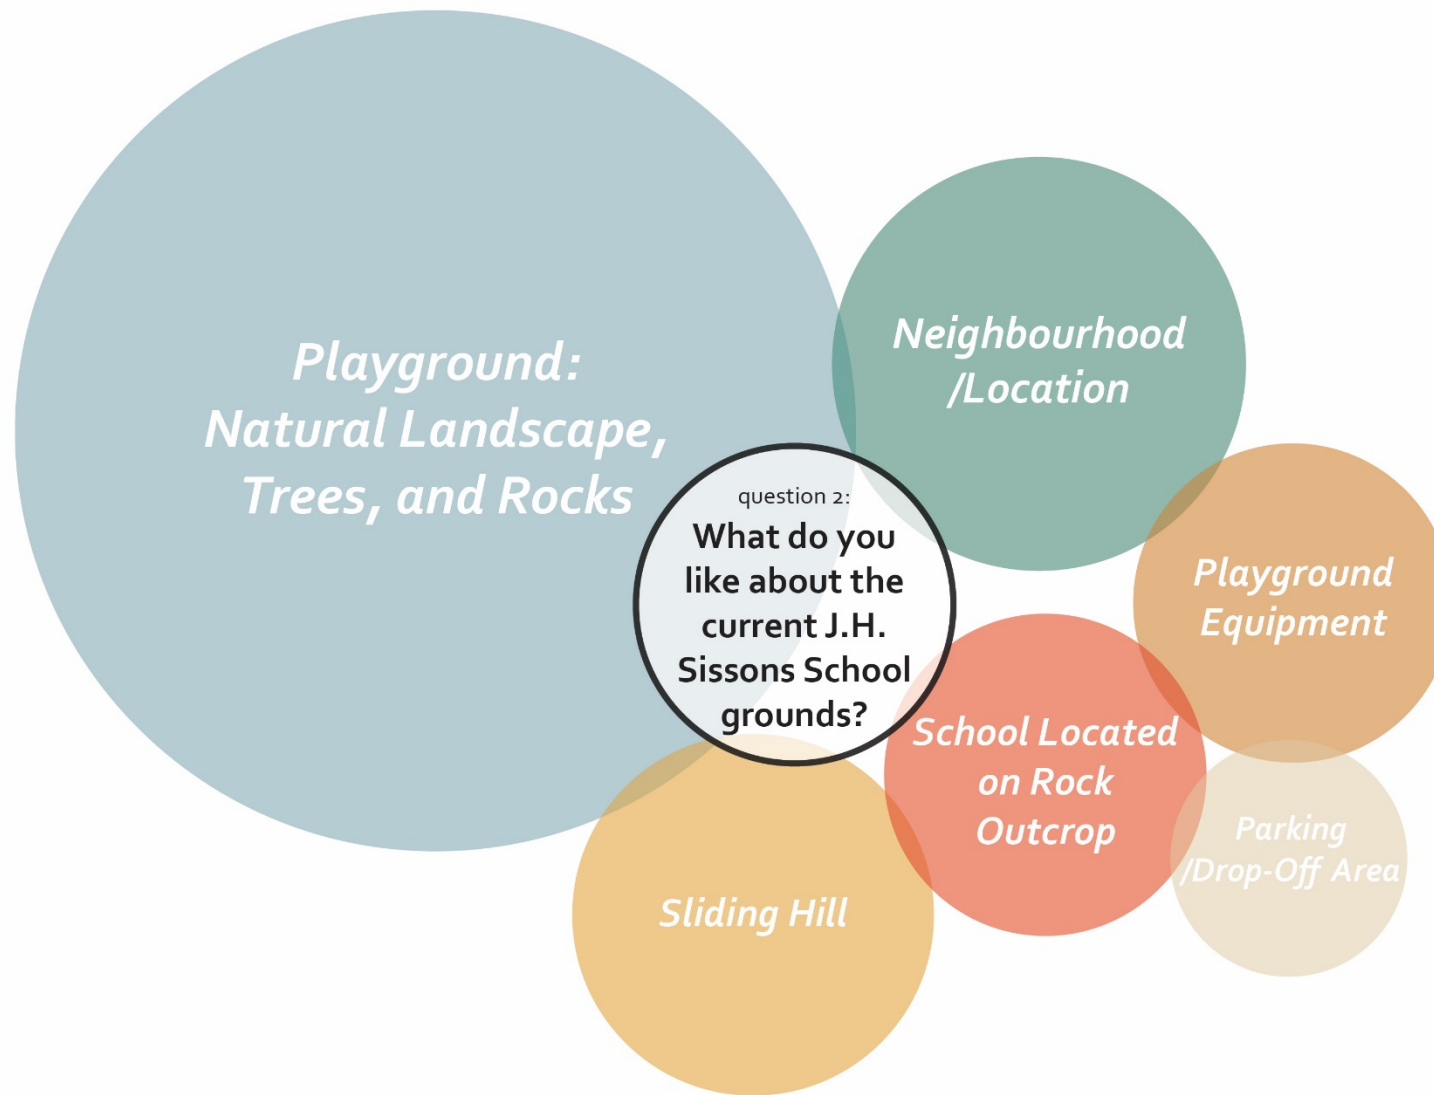 Playground:
Natural Landscape,
Trees, and Rocks
Neighbourhood
/Location
question 2:
What do you
like about the
current J.H.
Sissons School
grounds?
Playground
Equipment
School Located
on Rock
Outcrop
Parking
/Drop-Off Area
Sliding Hill